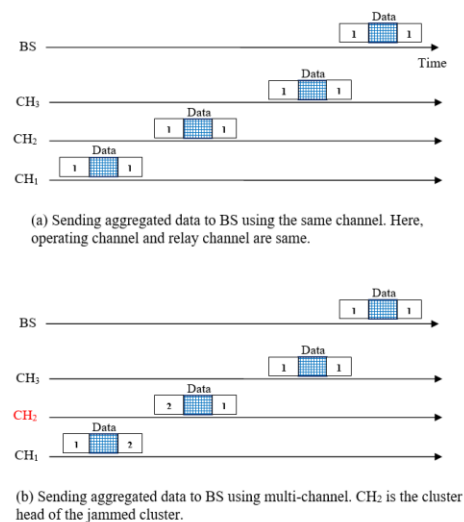 Data
1 1
BS
Time
Data
CH₃ 1 1
Data
CH₂ 1 1
Data
CH₁ 1 1
(a) Sending aggregated data to BS using the same channel. Here,
operating channel and relay channel are same.
Data
1 1
BS
Data
CH₃ 1 1
Data
CH₂ 2 1
Data
CH₁ 1 2
(b) Sending aggregated data to BS using multi-channel. CH₂ is the cluster
head of the jammed cluster.